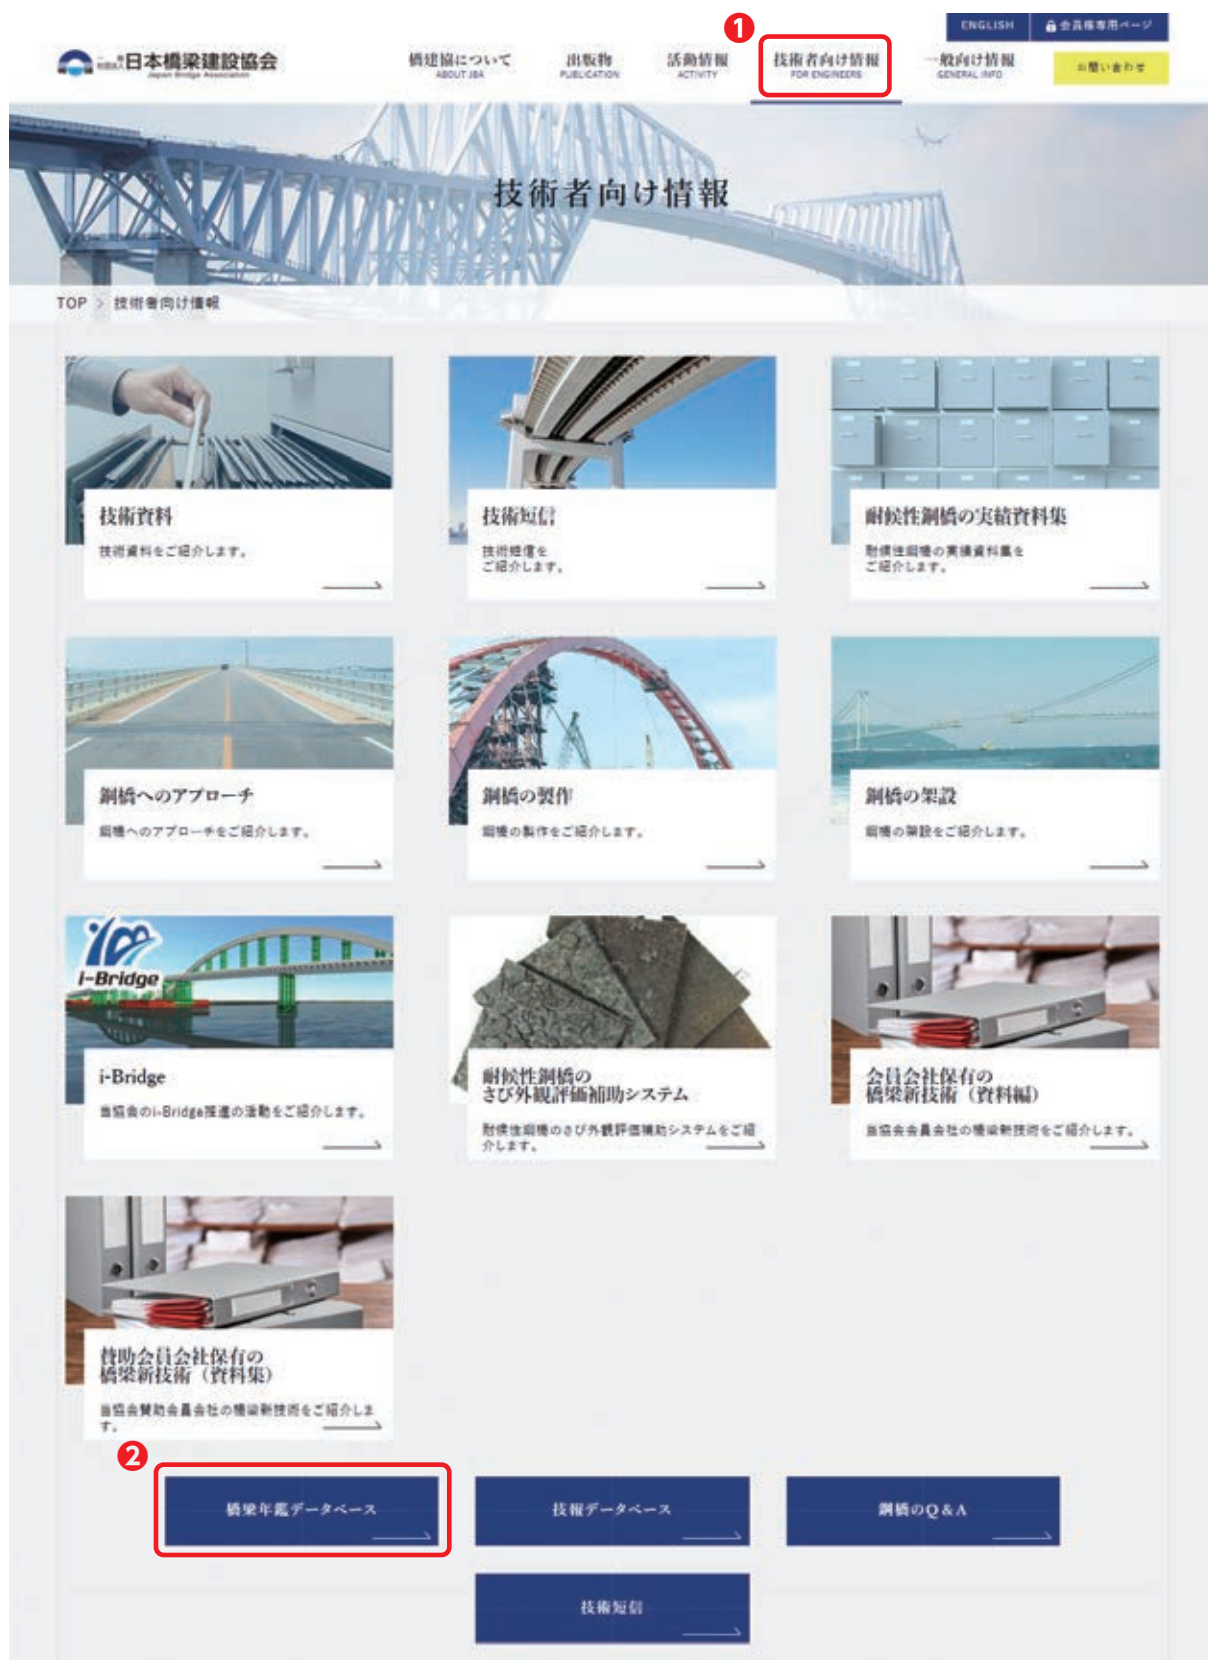 1
ENGLISH
会員様専用ページ
一般社団法人 日本橋梁建設協会
Japan Bridge Association
橋建協について
ABOUT JBA
出版物
PUBLICATION
活動情報
ACTIVITY
技術者向け情報
FOR ENGINEERS
一般向け情報
GENERAL INFO
お問い合わせ
技術者向け情報
TOP > 技術者向け情報
技術資料
技術資料をご紹介します。
技術短信
技術短信を
ご紹介します。
耐候性鋼橋の実績資料集
耐候性鋼橋の実績資料集を
ご紹介します。
鋼橋へのアプローチ
鋼橋へのアプローチをご紹介します。
鋼橋の製作
鋼橋の製作をご紹介します。
鋼橋の架設
鋼橋の架設をご紹介します。
i-Bridge
i-Bridge
当協会のi-Bridge推進の活動をご紹介します。
耐候性鋼橋の
さび外観評価補助システム
耐候性鋼橋のさび外観評価補助システムをご紹
介します。
会員会社保有の
橋梁新技術（資料編）
当協会会員会社の橋梁新技術をご紹介します。
賛助会員会社保有の
橋梁新技術（資料集）
当協会賛助会員会社の橋梁新技術をご紹介しま
す。
2
橋梁年鑑データベース
技報データベース
鋼橋のQ＆A
技術短信